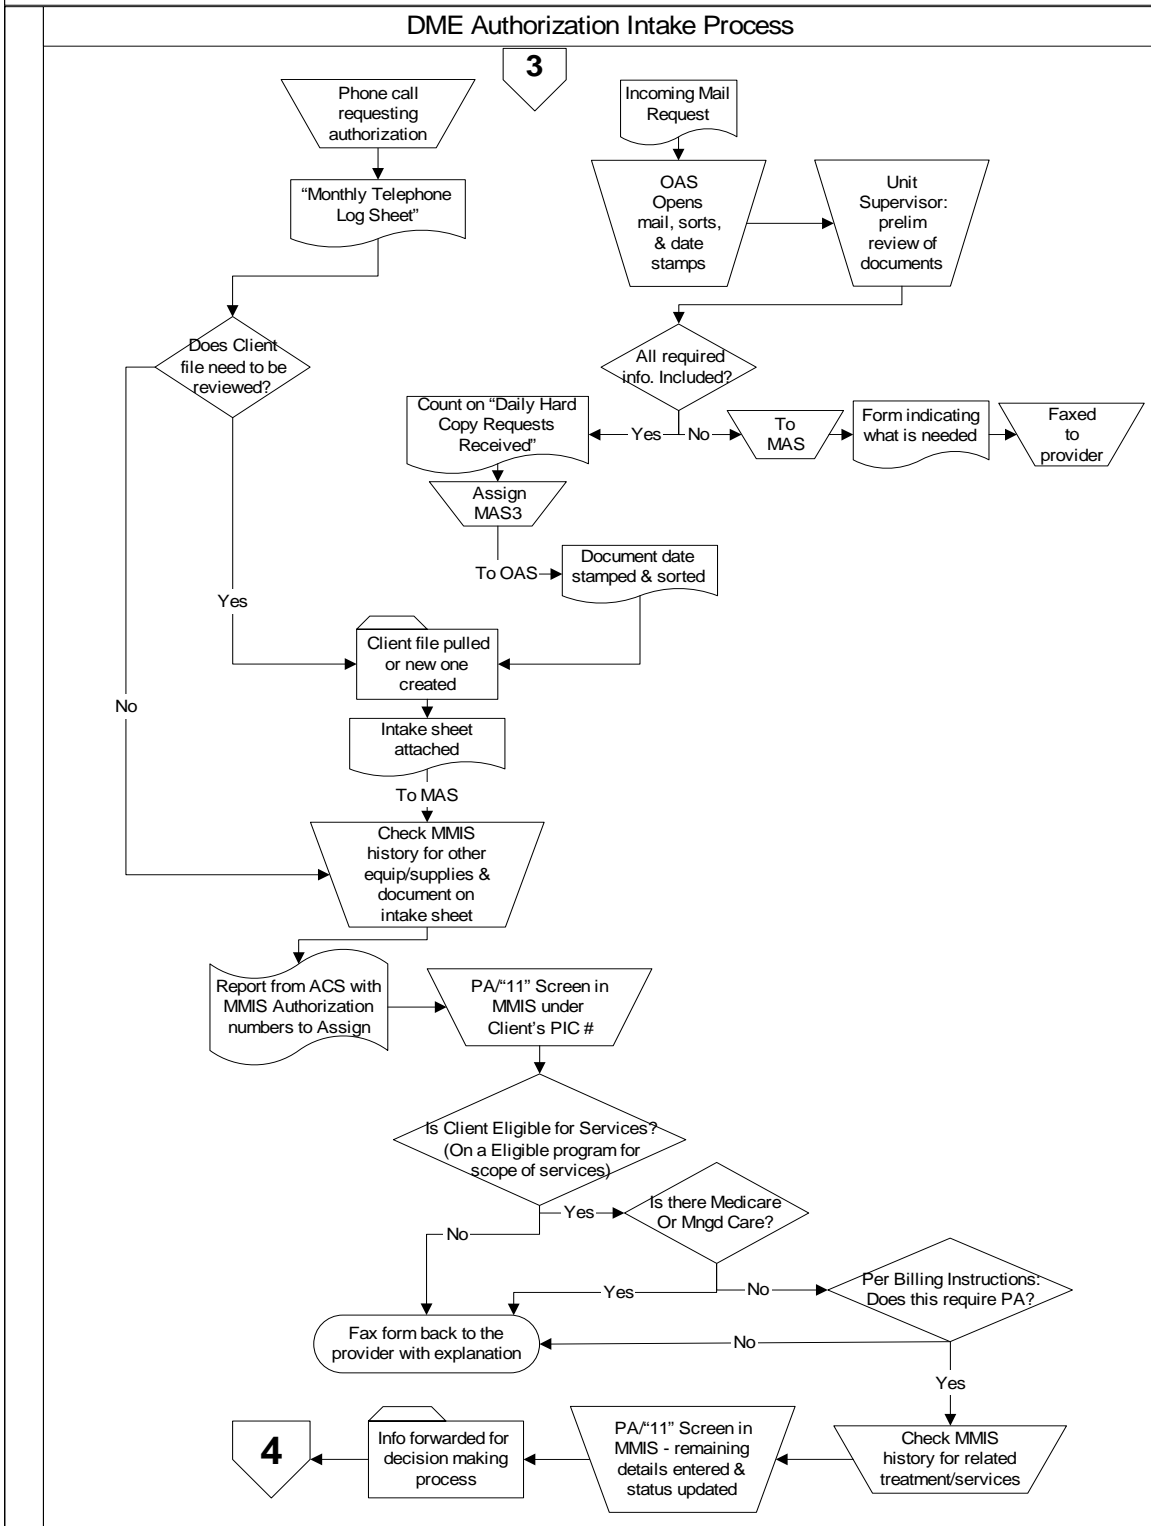 DME Authorization Intake Process
3
Phone call
requesting
authorization
Incoming Mail
Request
“Monthly Telephone
Log Sheet”
OAS
Opens
mail, sorts,
& date
stamps
Unit
Supervisor:
prelim
review of
documents
Does Client
file need to be
reviewed?
All required
info. Included?
Count on “Daily Hard
Copy Requests
Received”
Yes
No
To
MAS
Form indicating
what is needed
Faxed
to
provider
Assign
MAS3
To OAS
Document date
stamped & sorted
Yes
Client file pulled
or new one
created
No
Intake sheet
attached
To MAS
Check MMIS
history for other
equip/supplies &
document on
intake sheet
Report from ACS with
MMIS Authorization
numbers to Assign
PA/“11” Screen in
MMIS under
Client’s PIC #
Is Client Eligible for Services?
(On a Eligible program for
scope of services)
Yes
Is there Medicare
Or Mngd Care?
No
Yes
No
Per Billing Instructions:
Does this require PA?
Fax form back to the
provider with explanation
No
Yes
4
Info forwarded for
decision making
process
PA/“11” Screen in
MMIS - remaining
details entered &
status updated
Check MMIS
history for related
treatment/services